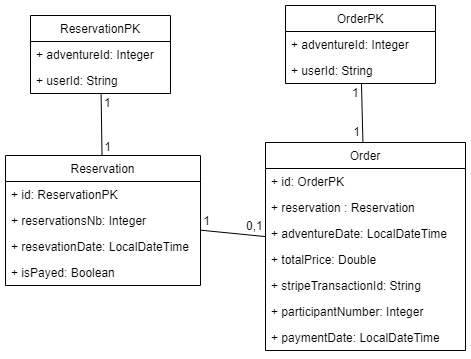 ReservationPK
+ adventureId: Integer
+ userId: String
1
1
Reservation
+ id: ReservationPK
+ reservationsNb: Integer
+ resevationDate: LocalDateTime
+ isPayed: Boolean
1
0,1
OrderPK
+ adventureId: Integer
+ userId: String
1
1
Order
+ id: OrderPK
+ reservation : Reservation
+ adventureDate: LocalDateTime
+ totalPrice: Double
+ stripeTransactionId: String
+ participantNumber: Integer
+ paymentDate: LocalDateTime